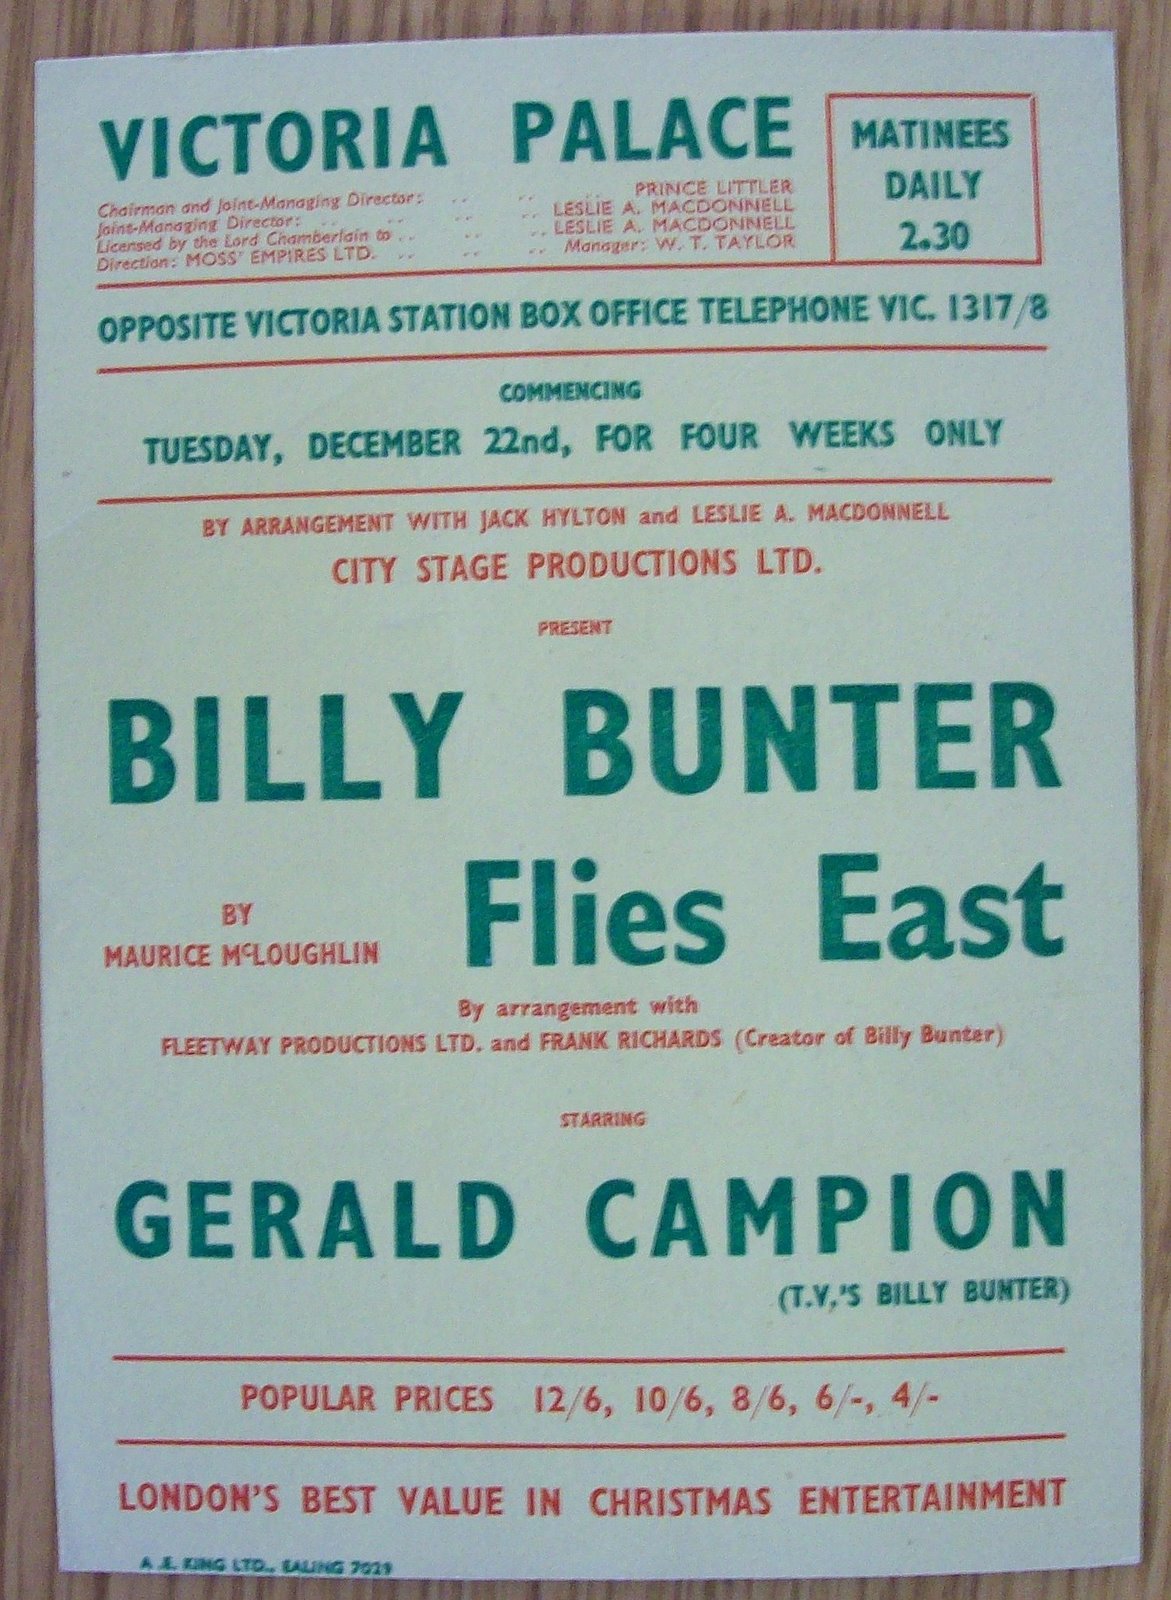 VICTORIA PALACE
MATINEES
DAILY
2.30
Chairman and Joint-Managing Director: .. .. PRINCE LITTLER
Joint-Managing Director: .. .. .. LESLIE A. MACDONNELL
Licensed by the Lord Chamberlain to .. .. .. LESLIE A. MACDONNELL
Direction: MOSS' EMPIRES LTD. .. .. .. Manager: W. T. TAYLOR
OPPOSITE VICTORIA STATION BOX OFFICE TELEPHONE VIC. 1317/8
COMMENCING
TUESDAY, DECEMBER 22nd, FOR FOUR WEEKS ONLY
BY ARRANGEMENT WITH JACK HYLTON and LESLIE A. MACDONNELL
CITY STAGE PRODUCTIONS LTD.
PRESENT
BILLY BUNTER
Flies East
BY
MAURICE McLOUGHLIN
By arrangement with
FLEETWAY PRODUCTIONS LTD. and FRANK RICHARDS (Creator of Billy Bunter)
STARRING
GERALD CAMPION
(T.V,'S BILLY BUNTER)
POPULAR PRICES 12/6, 10/6, 8/6, 6/-, 4/-
LONDON'S BEST VALUE IN CHRISTMAS ENTERTAINMENT
A .E. KING LTD., EALING 7029